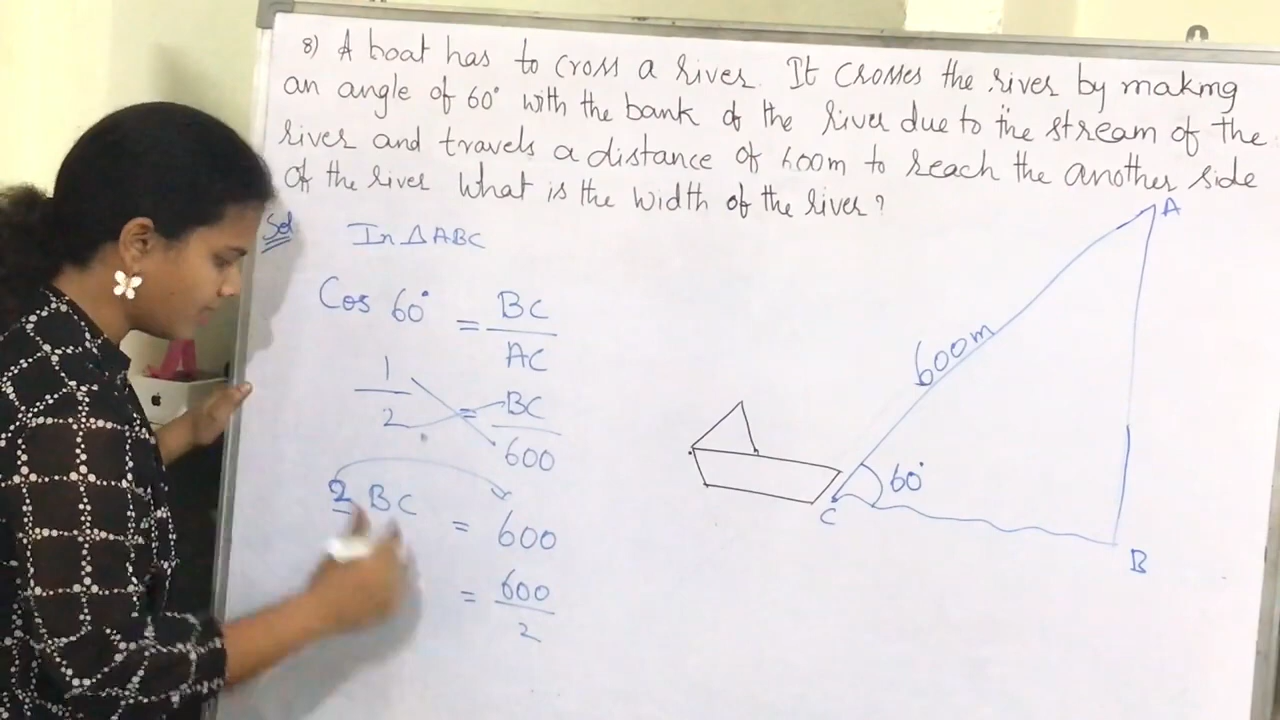 8) A boat has to cross a river. It crosses the river by making
an angle of 60° with the bank of the river due to the stream of the
river and travels a distance of 600m to reach the another side
of the river What is the width of the river?
Sol
In △ABC
Cos 60° = BC
AC
1
2
= BC
600
2 BC = 600
= 600
2
A
600m
60°
C
B